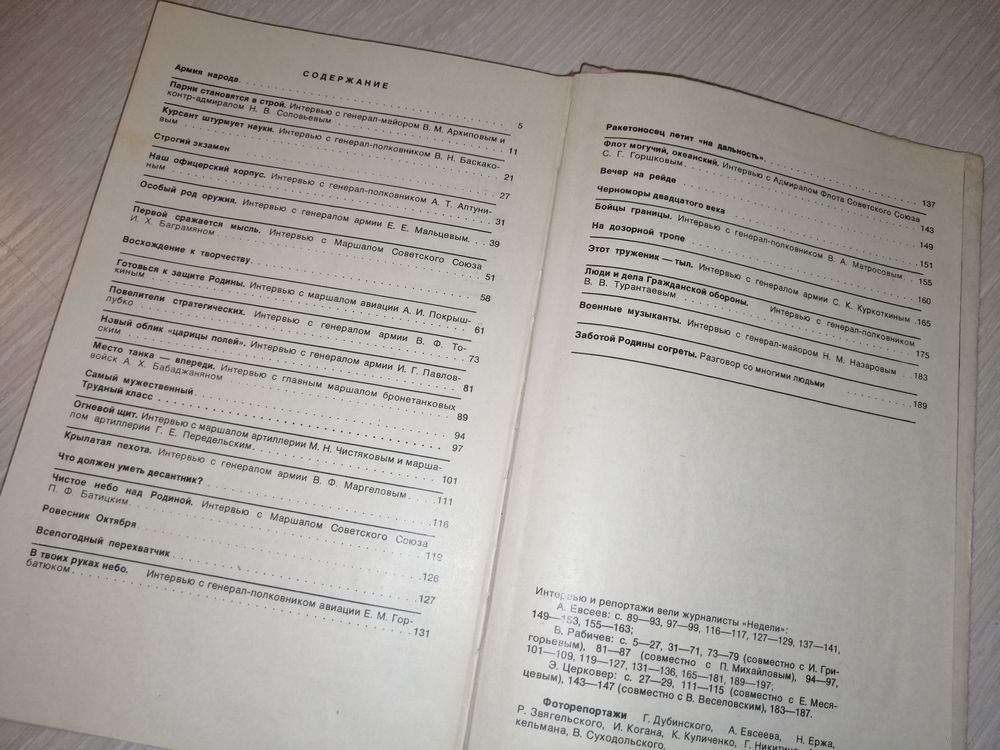 СОДЕРЖАНИЕ
Армия народа. 5
Парни становятся в строй. Интервью с генерал-майором В. М. Архиповым и
контр-адмиралом Н. В. Соловьевым 11
Курсант штурмует науки. Интервью с генерал-полковником В. Н. Баскако-
вым 21
Строгий экзамен 27
Наш офицерский корпус. Интервью с генерал-полковником А. Т. Алтуни-
ным 31
Особый род оружия. Интервью с генералом армии Е. Е. Мальцевым. 39
Первой сражается мысль. Интервью с Маршалом Советского Союза
И. Х. Баграмяном 51
Восхождение к творчеству 58
Готовься к защите Родины. Интервью с маршалом авиации А. И. Покрыш-
киным 61
Повелители стратегических. Интервью с генералом армии В. Ф. То-
лубко 73
Новый облик «царицы полей». Интервью с генералом армии И. Г. Павлов-
ским 81
Место танка — впереди. Интервью с главным маршалом бронетанковых
войск А. Х. Бабаджаняном 89
Самый мужественный 94
Трудный класс 97
Огневой щит. Интервью с маршалом артиллерии М. Н. Чистяковым и марша-
лом артиллерии Г. Е. Передельским 101
Крылатая пехота. Интервью с генералом армии В. Ф. Маргеловым 111
Что должен уметь десантник? 116
Чистое небо над Родиной. Интервью с Маршалом Советского Союза
П. Ф. Батицким 119
Ровесник Октября 126
Всепогодный перехватчик 127
В твоих руках небо. Интервью с генерал-полковником авиации Е. М. Гор-
батюком 131
Ракетоносец летит «на дальность». 137
Флот могучий, океанский. Интервью с Адмиралом Флота Советского Союза
С. Г. Горшковым 143
Вечер на рейде 149
Черноморы двадцатого века 151
Бойцы границы. Интервью с генерал-полковником В. А. Матросовым. 155
На дозорной тропе 160
Этот труженик — тыл. Интервью с генералом армии С. К. Куркоткиным 165
Люди и дела Гражданской обороны. Интервью с генерал-полковником
В. В. Турантаевым 175
Военные музыканты. Интервью с генерал-майором Н. М. Назаровым 183
Заботой Родины согреты. Разговор со многими людьми 189
Интервью и репортажи вели журналисты «Недели»:
А. Евсеев: с. 89—93, 97—99, 116—117, 127—129, 137—141,
149—153, 155—163;
В. Рабичев: с. 5—27, 31—71, 73—79 (совместно с И. Гри-
горьевым), 81—87 (совместно с П. Михайловым), 94—97,
101—109, 119—127, 131—136, 165—181, 189—197;
Э. Церковер: с. 27—29, 111—115 (совместно с Е. Меся-
цевым), 143—147 (совместно с В. Веселовским), 183—187.
Фоторепортажи Г. Дубинского, А. Евсеева, Н. Ержа,
Р. Звягельского, И. Когана, К. Куличенко, Г. Никитин
кельмана, В. Суходольского.